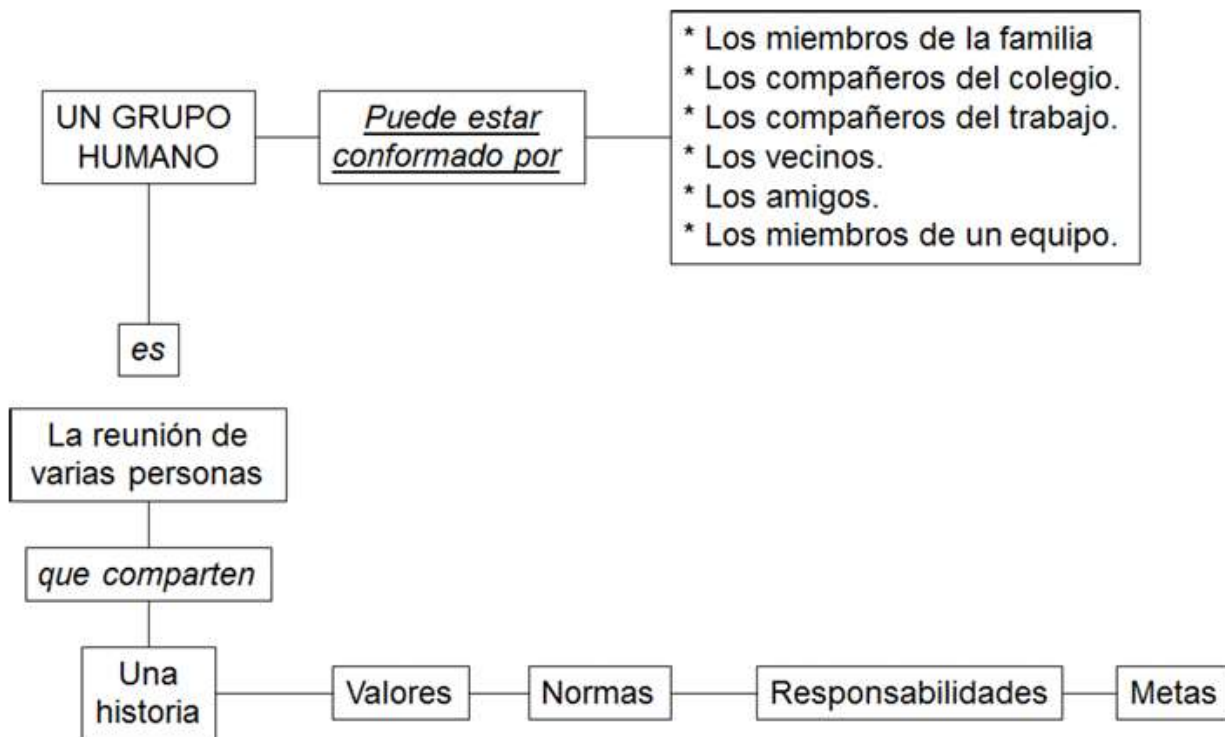 UN GRUPO
HUMANO
Puede estar
conformado por
* Los miembros de la familia
* Los compañeros del colegio.
* Los compañeros del trabajo.
* Los vecinos.
* Los amigos.
* Los miembros de un equipo.
es
La reunión de
varias personas
que comparten
Una
historia
Valores
Normas
Responsabilidades
Metas